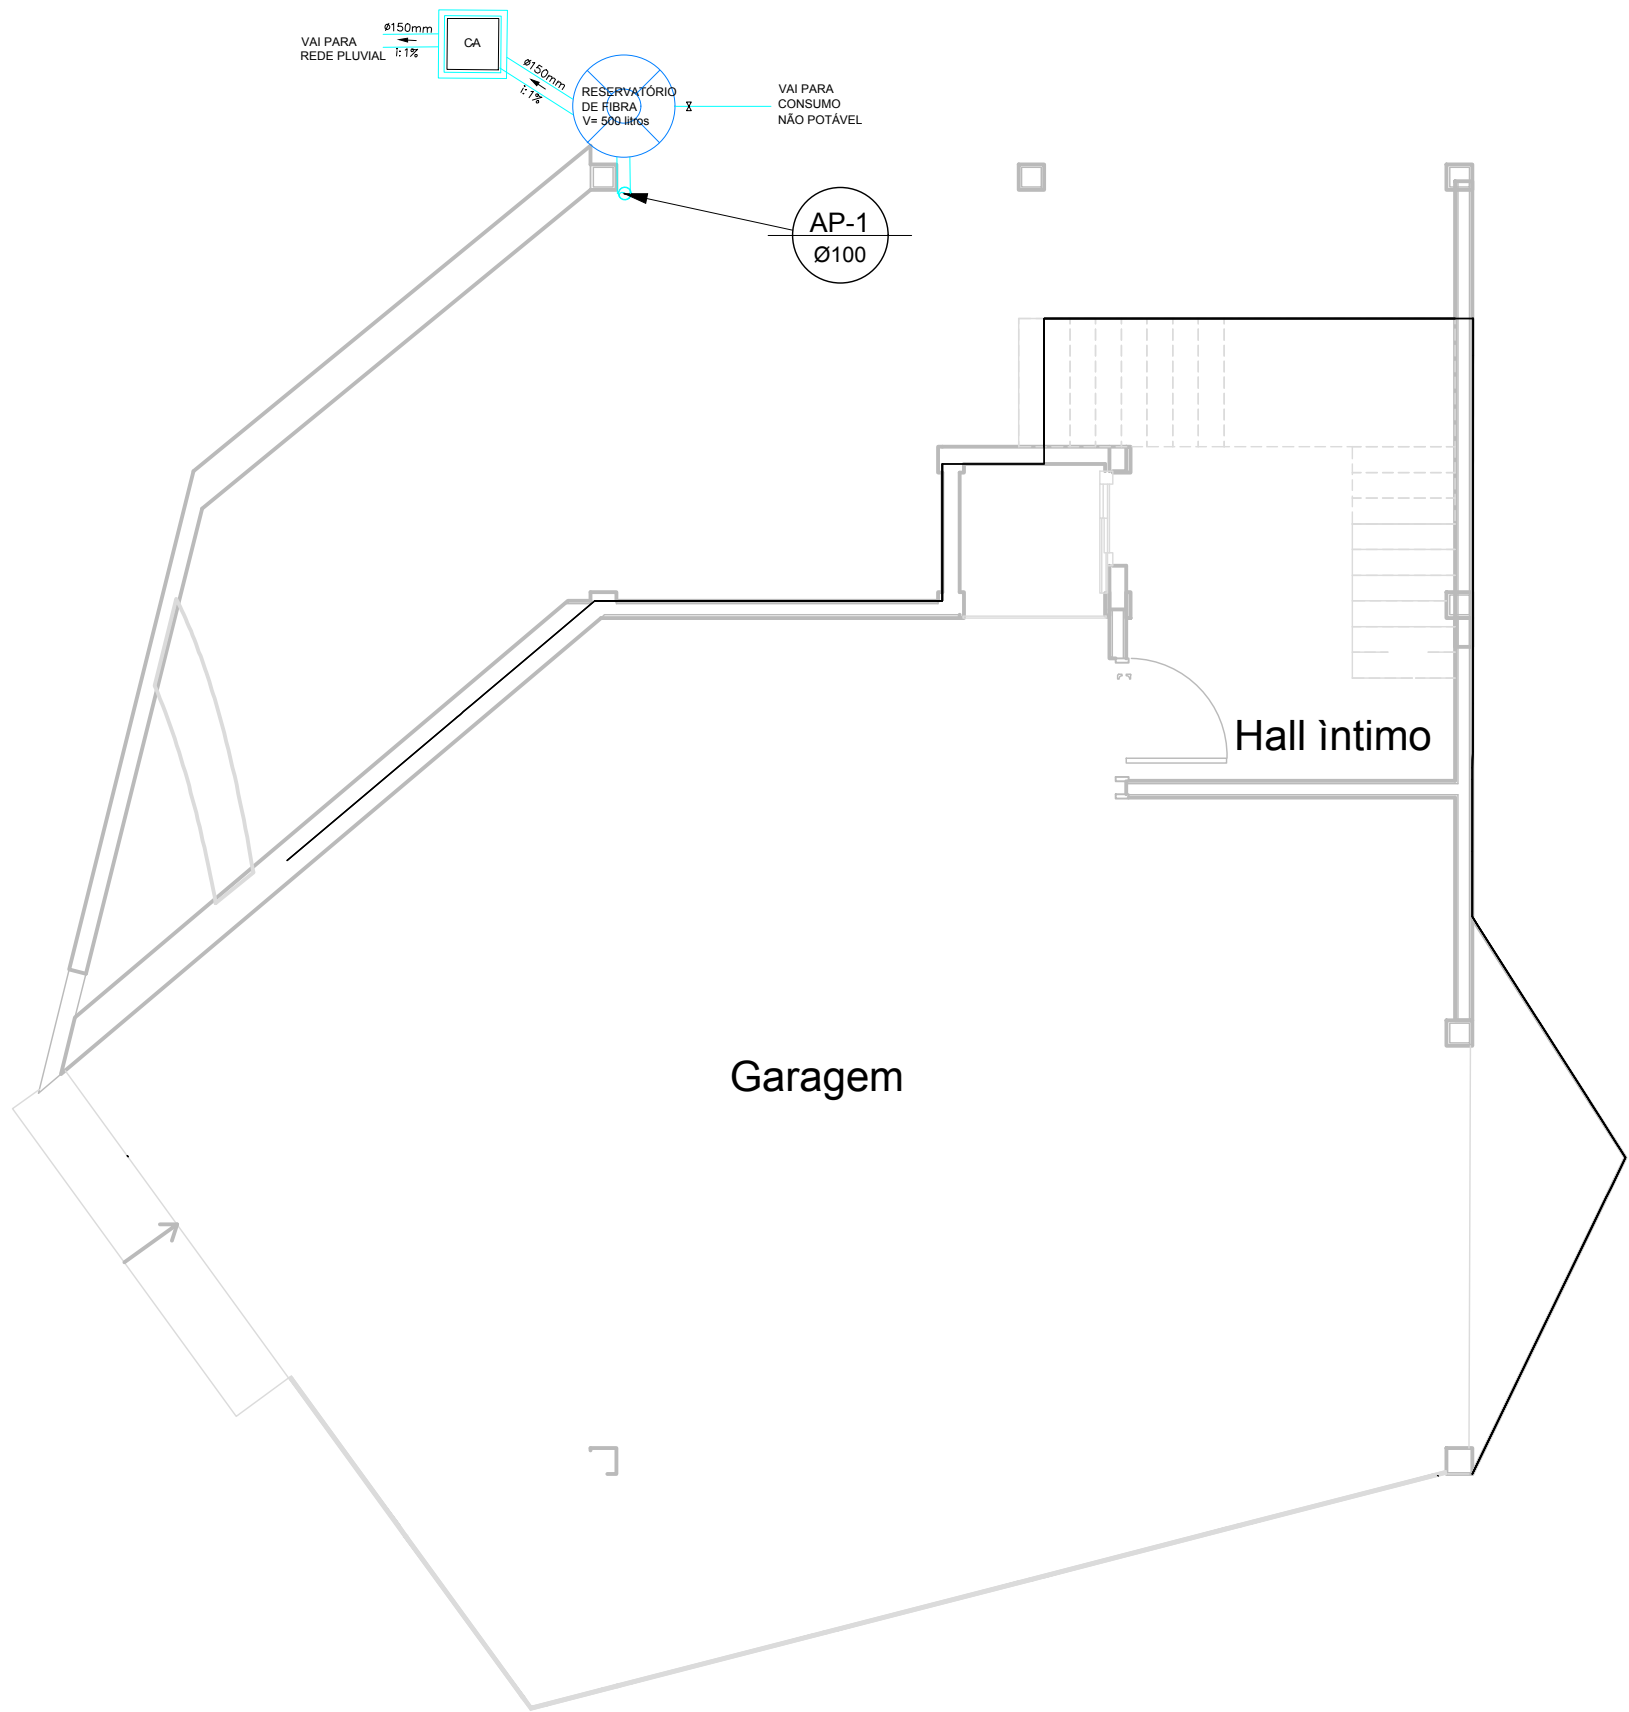 ø150mm
VAI PARA
REDE PLUVIAL
i:1%
CA
ø150mm
i:1%
RESERVATÓRIO
DE FIBRA
V= 500 litros
VAI PARA
CONSUMO
NÃO POTÁVEL
AP-1
Ø100
Hall ìntimo
Garagem